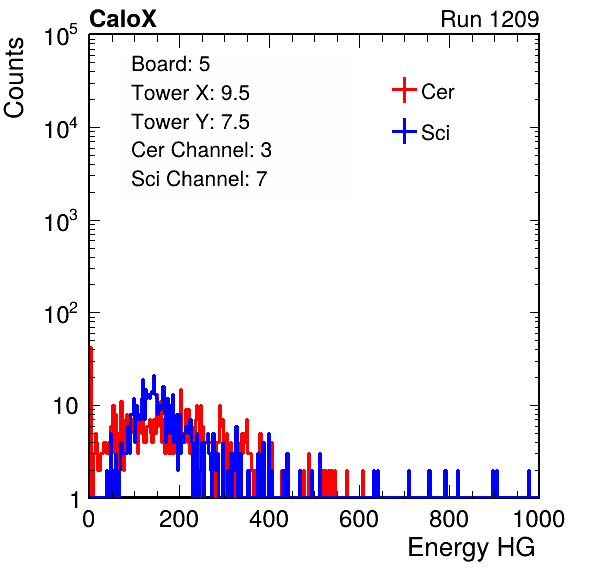 CaloX Run 1209
Counts
10^5
10^4
10^3
10^2
10
1
Board: 5
Tower X: 9.5
Tower Y: 7.5
Cer Channel: 3
Sci Channel: 7
Cer
Sci
0 200 400 600 800 1000
Energy HG